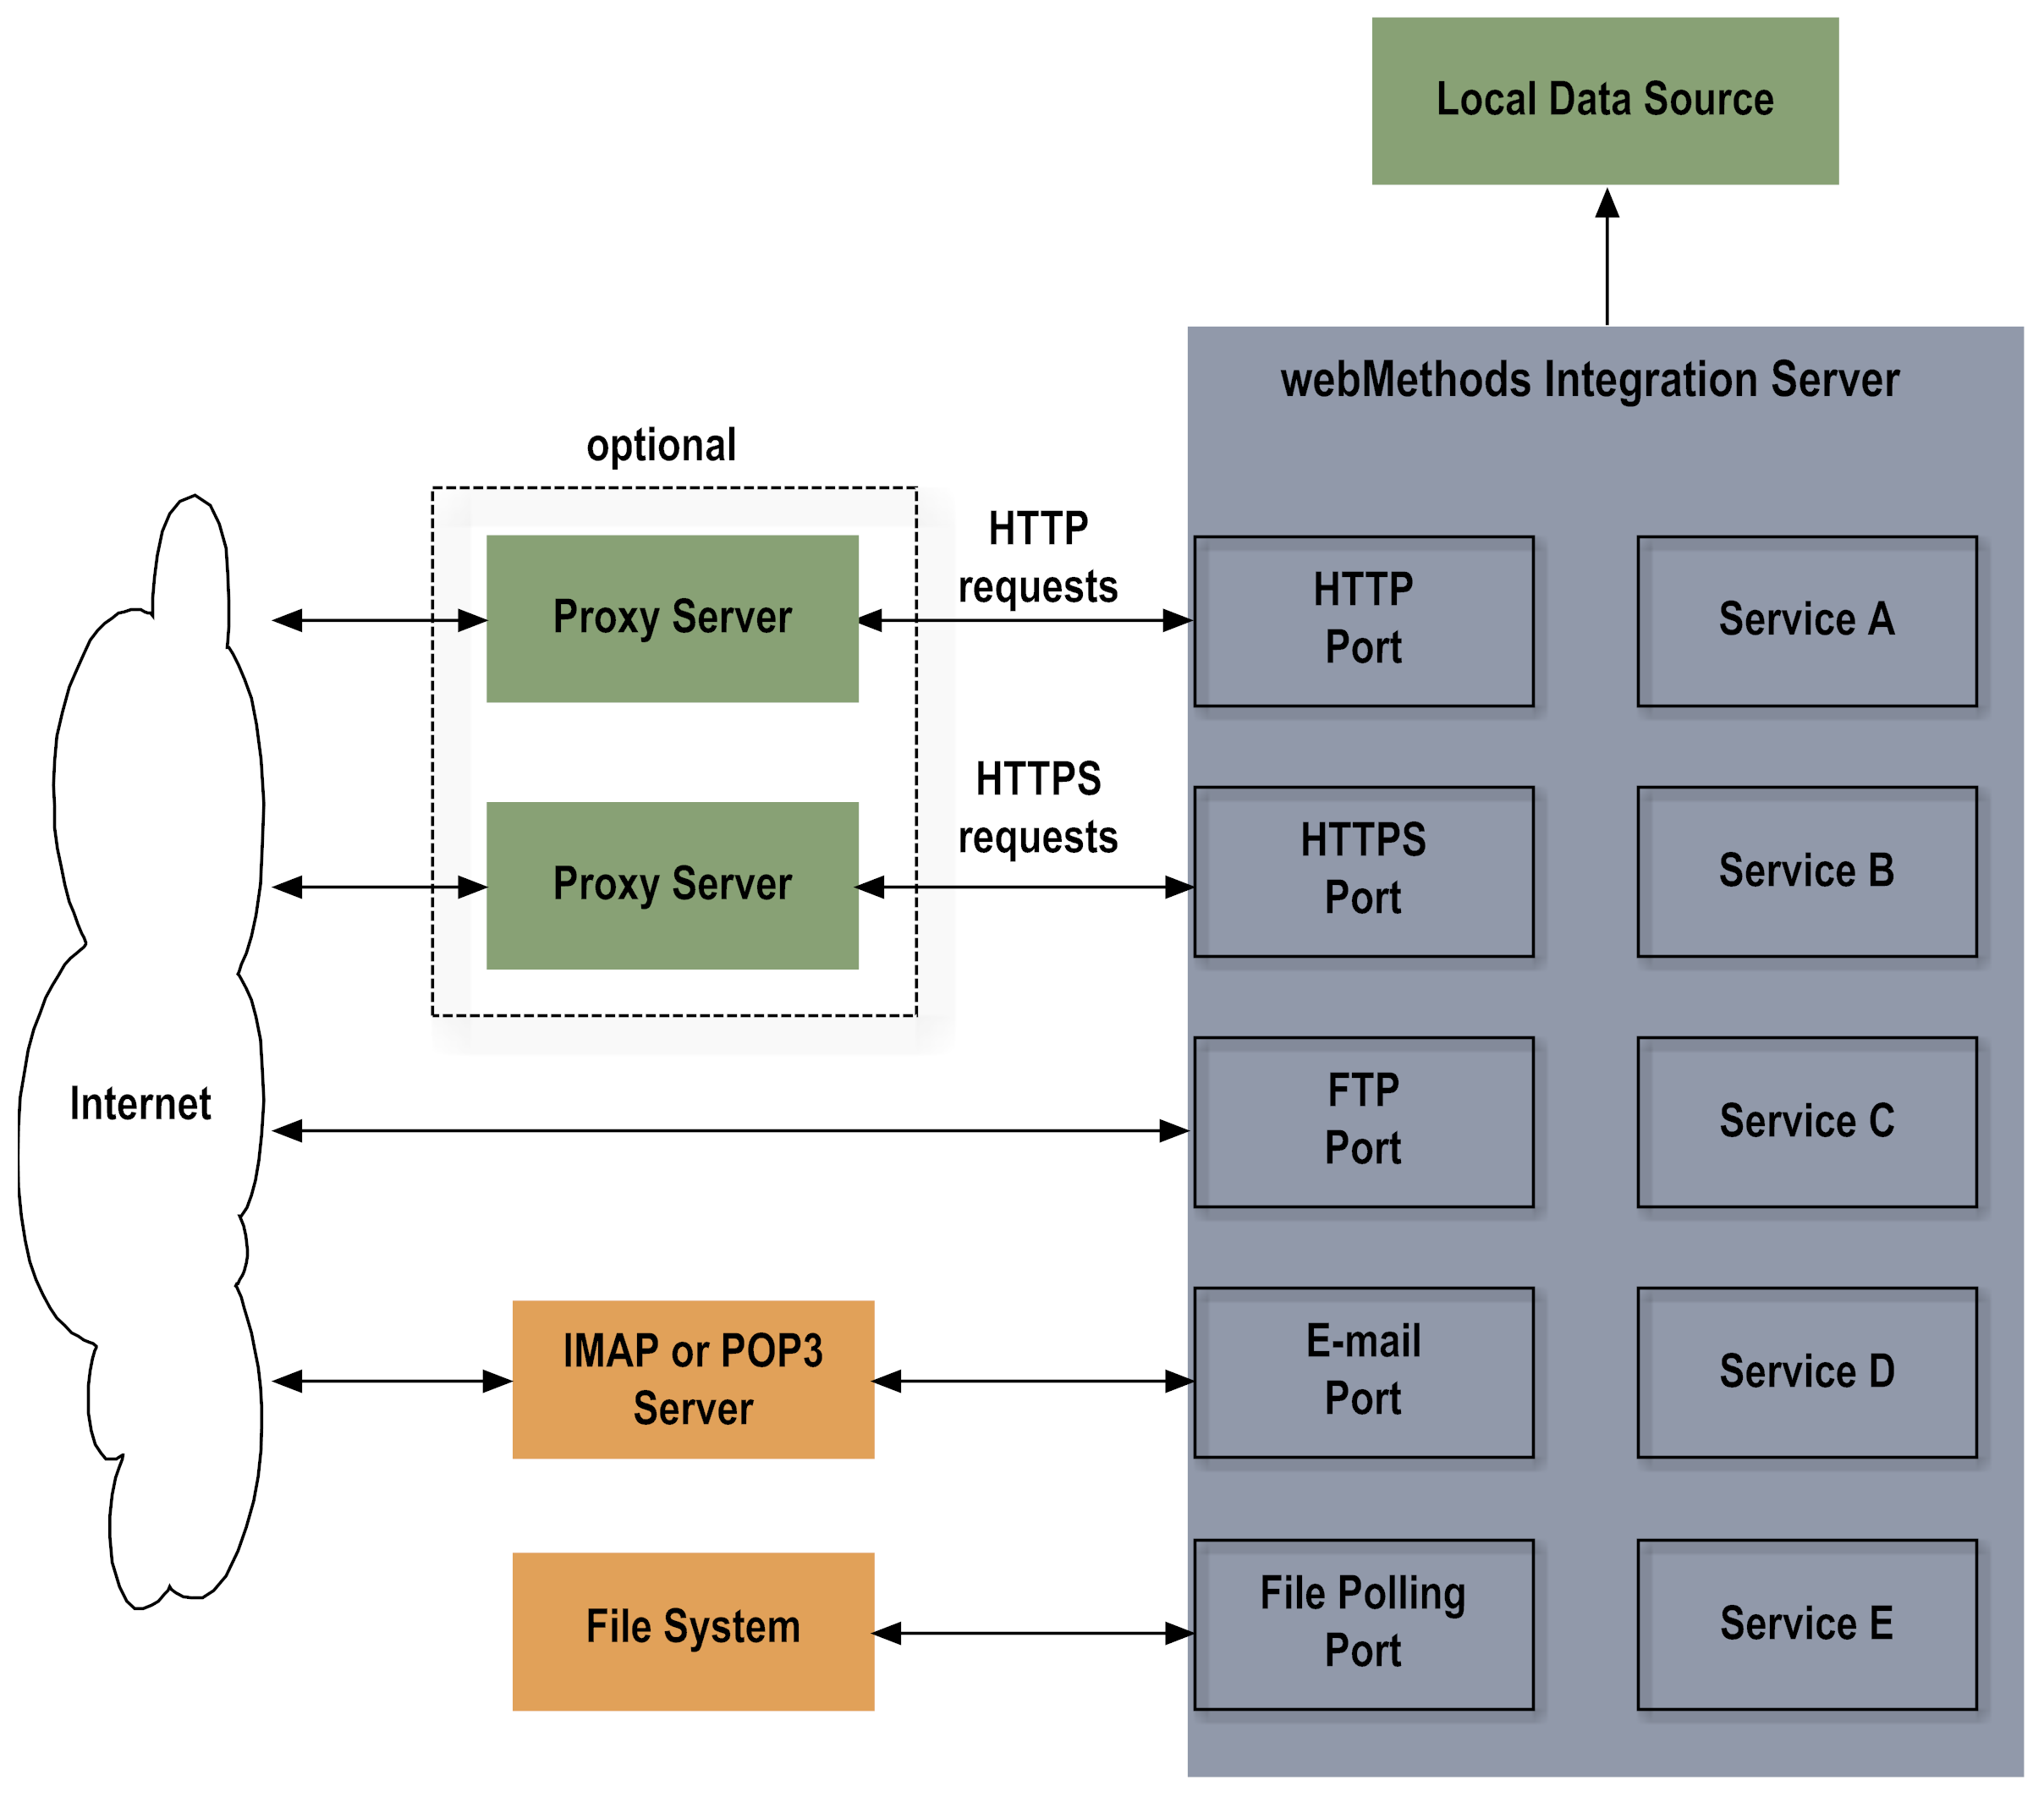 Local Data Source
webMethods Integration Server
optional
HTTP
requests
Proxy Server
HTTP
Port
Service A
HTTPS
requests
Proxy Server
HTTPS
Port
Service B
Internet
FTP
Port
Service C
IMAP or POP3
Server
E-mail
Port
Service D
File System
File Polling
Port
Service E